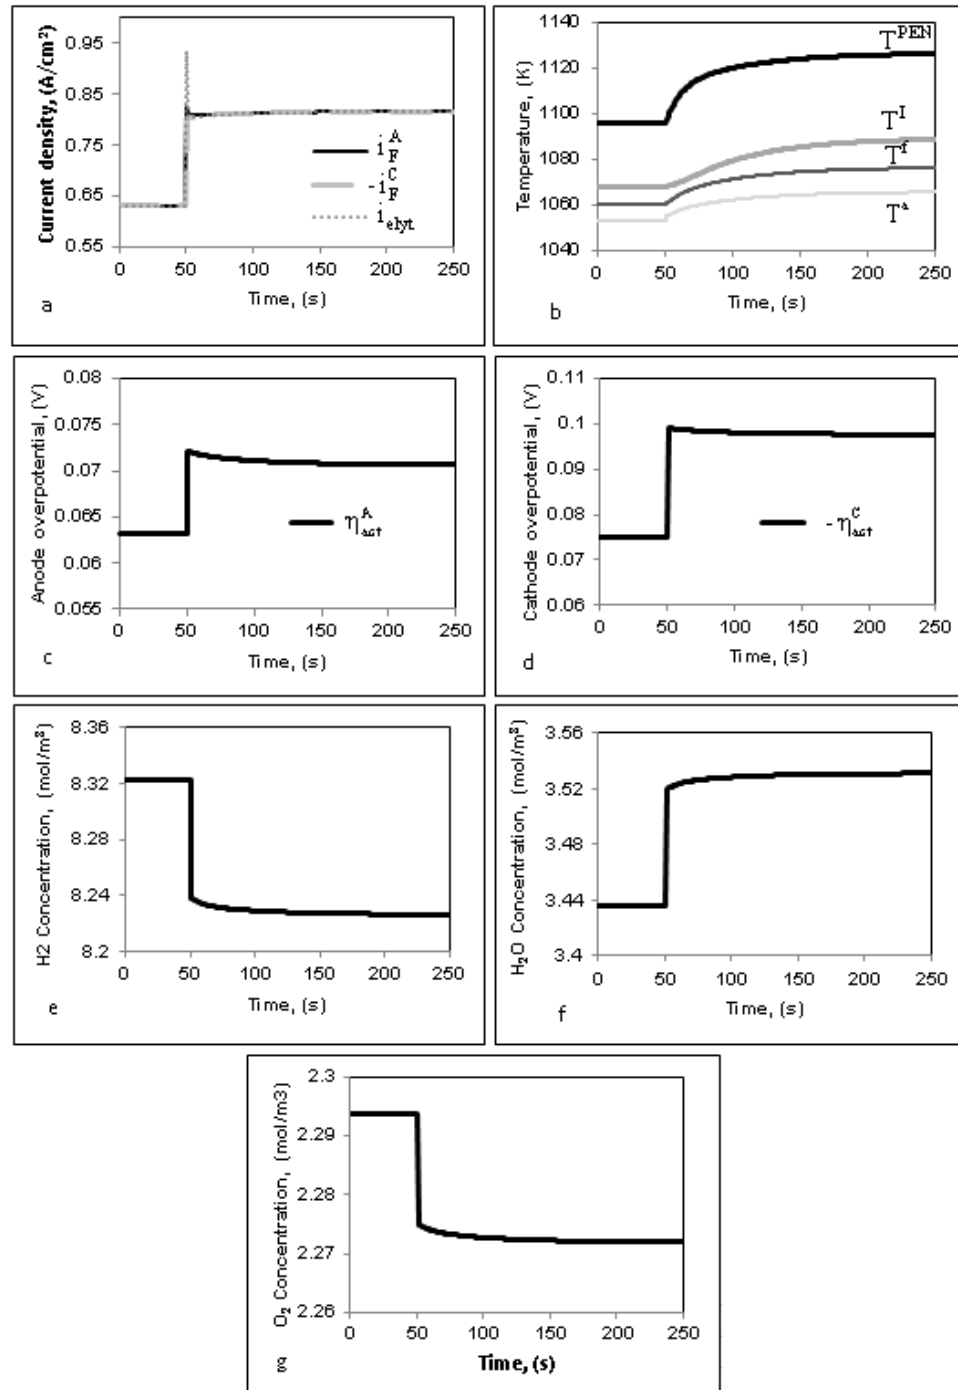 Current density, (A/cm²)
0.95
0.85
0.75
0.65
0.55
i_F^A
-i_F^C
i_elyt
0 50 100 150 200 250
Time, (s)
a
Temperature, (K)
1140
1120
1100
1080
1060
1040
T^PEN
T^I
T^f
T^a
0 50 100 150 200 250
Time, (s)
b
Anode overpotential, (V)
0.08
0.075
0.07
0.065
0.06
0.055
η_act^A
0 50 100 150 200 250
Time, (s)
c
Cathode overpotential, (V)
0.11
0.1
0.09
0.08
0.07
0.06
-η_act^C
0 50 100 150 200 250
Time, (s)
d
H2 Concentration, (mol/m³)
8.36
8.32
8.28
8.24
8.2
0 50 100 150 200 250
Time, (s)
e
H₂O Concentration, (mol/m³)
3.56
3.52
3.48
3.44
3.4
0 50 100 150 200 250
Time, (s)
f
O₂ Concentration, (mol/m3)
2.3
2.29
2.28
2.27
2.26
0 50 100 150 200 250
Time, (s)
g